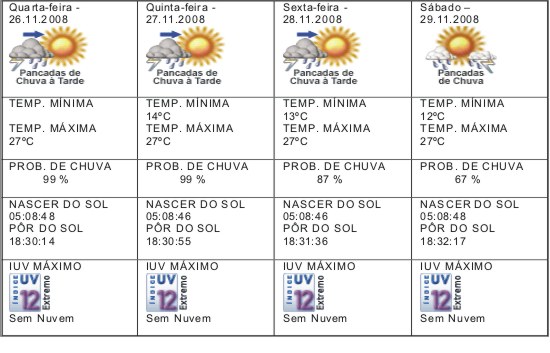 Quarta-feira -
26.11.2008
Pancadas de
Chuva à Tarde
TEMP. MÍNIMA
TEMP. MÁXIMA
27ºC
PROB. DE CHUVA
99 %
NASCER DO SOL
05:08:48
PÔR DO SOL
18:30:14
IUV MÁXIMO
ÍNDICE
UV
12
Extremo
Sem Nuvem
Quinta-feira -
27.11.2008
Pancadas de
Chuva à Tarde
TEMP. MÍNIMA
14ºC
TEMP. MÁXIMA
27ºC
PROB. DE CHUVA
99 %
NASCER DO SOL
05:08:46
PÔR DO SOL
18:30:55
IUV MÁXIMO
ÍNDICE
UV
12
Extremo
Sem Nuvem
Sexta-feira -
28.11.2008
Pancadas de
Chuva à Tarde
TEMP. MÍNIMA
13ºC
TEMP. MÁXIMA
27ºC
PROB. DE CHUVA
87 %
NASCER DO SOL
05:08:46
PÔR DO SOL
18:31:36
IUV MÁXIMO
ÍNDICE
UV
12
Extremo
Sem Nuvem
Sábado –
29.11.2008
Pancadas
de Chuva
TEMP. MÍNIMA
12ºC
TEMP. MÁXIMA
27ºC
PROB. DE CHUVA
67 %
NASCER DO SOL
05:08:48
PÔR DO SOL
18:32:17
IUV MÁXIMO
ÍNDICE
UV
12
Extremo
Sem Nuvem